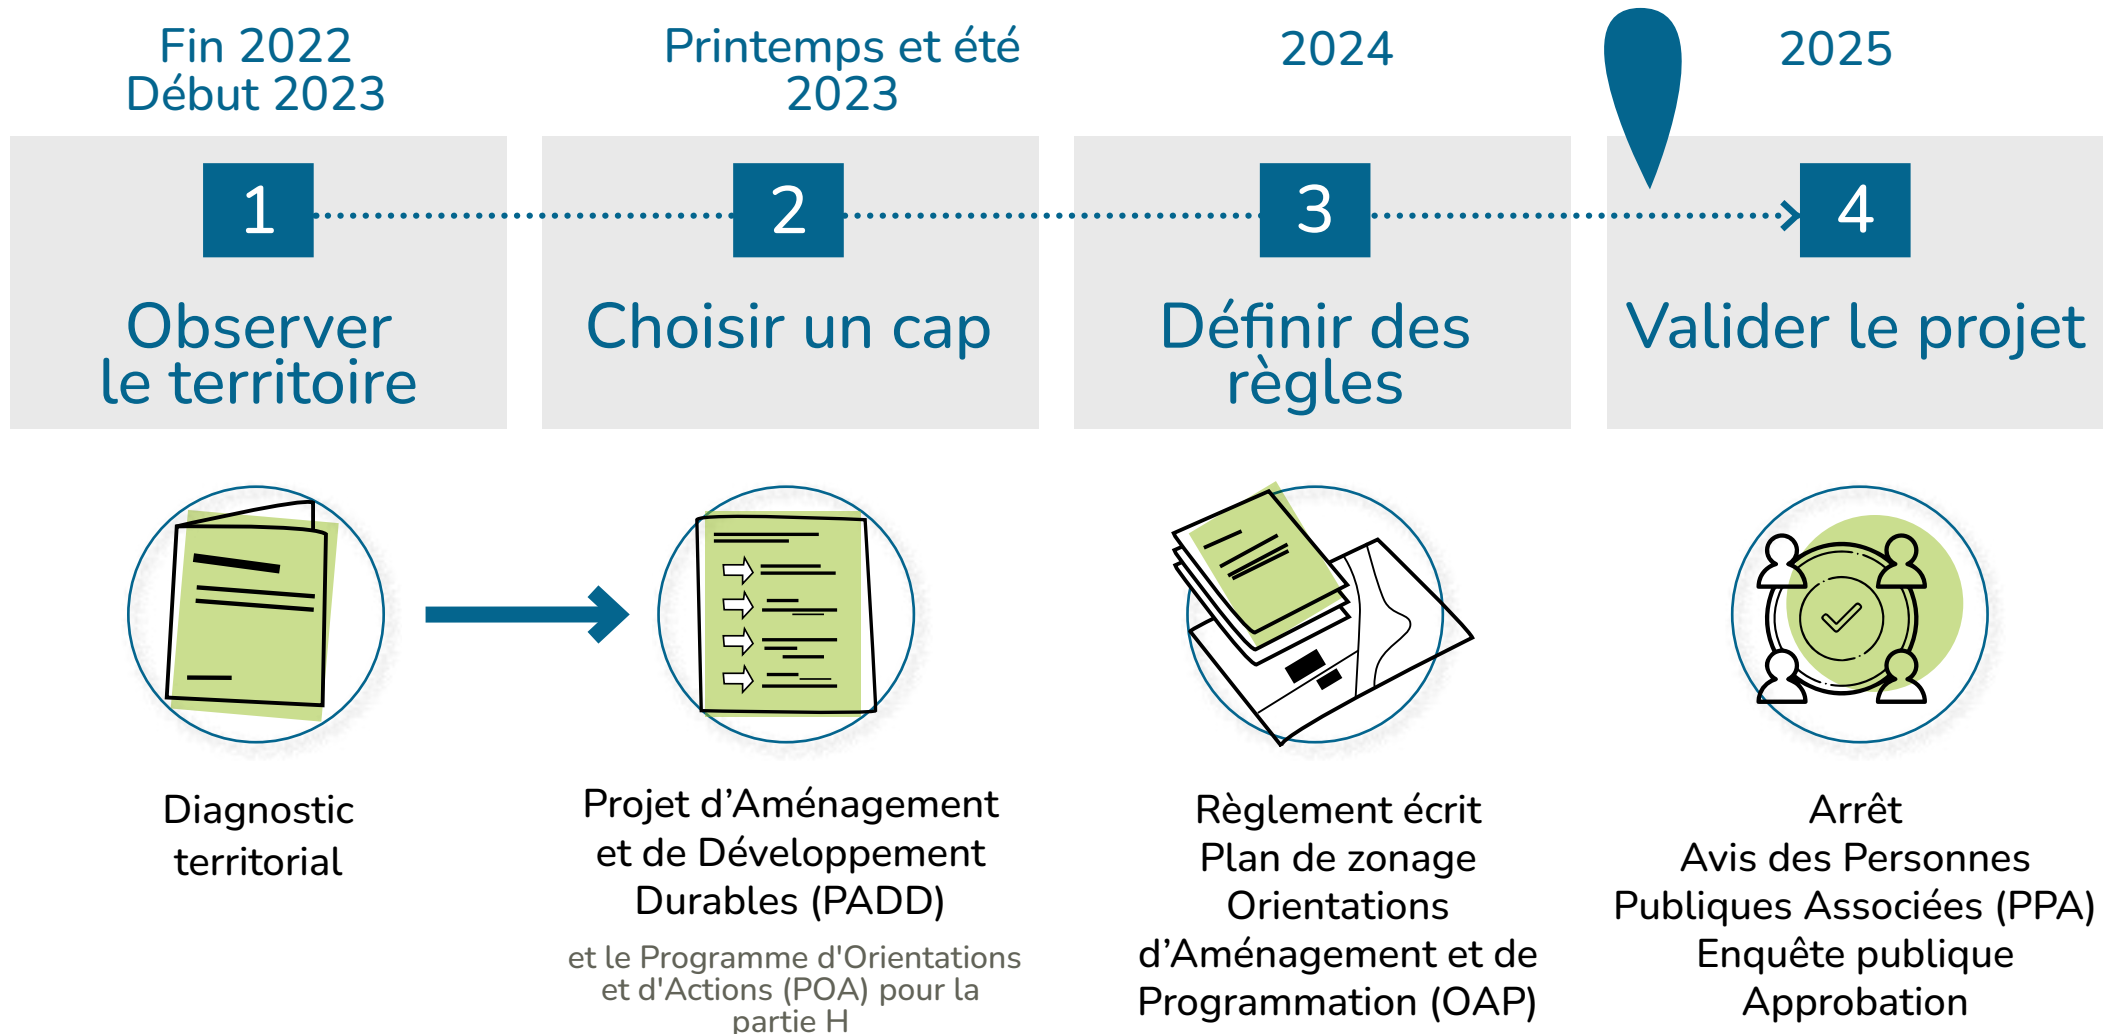 Fin 2022
Début 2023
Printemps et été
2023
2024
2025
1
2
3
4
Observer
le territoire
Choisir un cap
Définir des
règles
Valider le projet
Diagnostic
territorial
Projet d’Aménagement
et de Développement
Durables (PADD)
et le Programme d'Orientations
et d'Actions (POA) pour la
partie H
Règlement écrit
Plan de zonage
Orientations
d’Aménagement et de
Programmation (OAP)
Arrêt
Avis des Personnes
Publiques Associées (PPA)
Enquête publique
Approbation